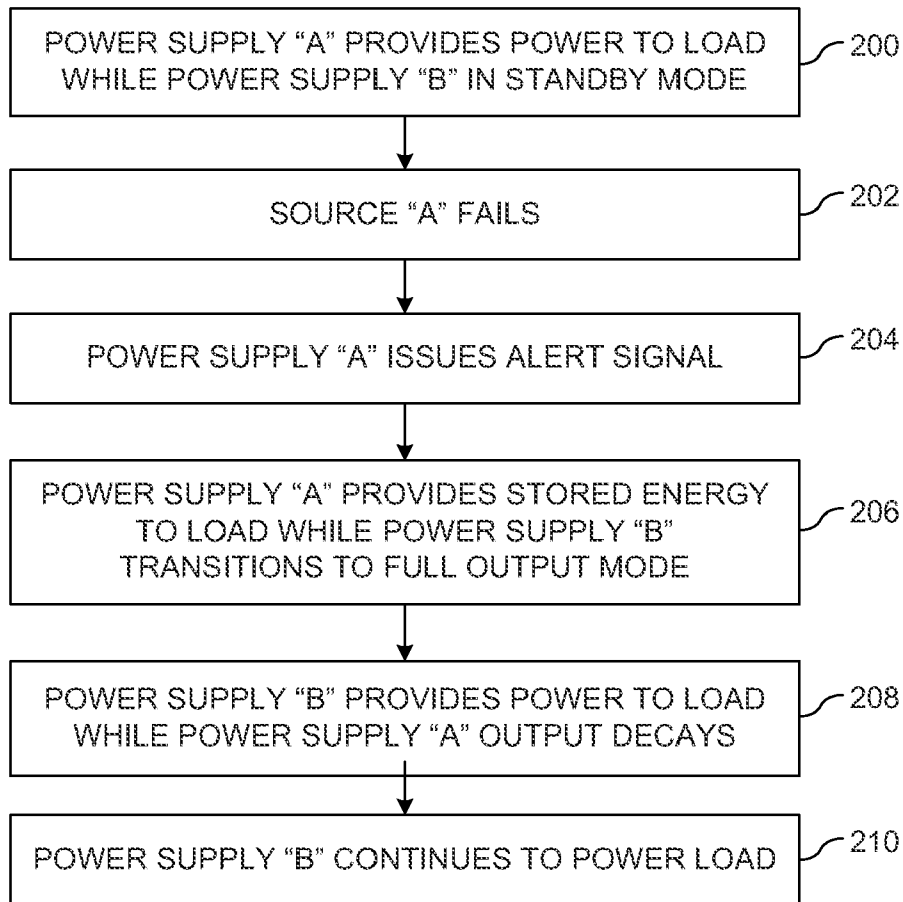 POWER SUPPLY “A” PROVIDES POWER TO LOAD
WHILE POWER SUPPLY “B” IN STANDBY MODE
200
SOURCE “A” FAILS
202
POWER SUPPLY “A” ISSUES ALERT SIGNAL
204
POWER SUPPLY “A” PROVIDES STORED ENERGY
TO LOAD WHILE POWER SUPPLY “B”
TRANSITIONS TO FULL OUTPUT MODE
206
POWER SUPPLY “B” PROVIDES POWER TO LOAD
WHILE POWER SUPPLY “A” OUTPUT DECAYS
208
POWER SUPPLY “B” CONTINUES TO POWER LOAD
210